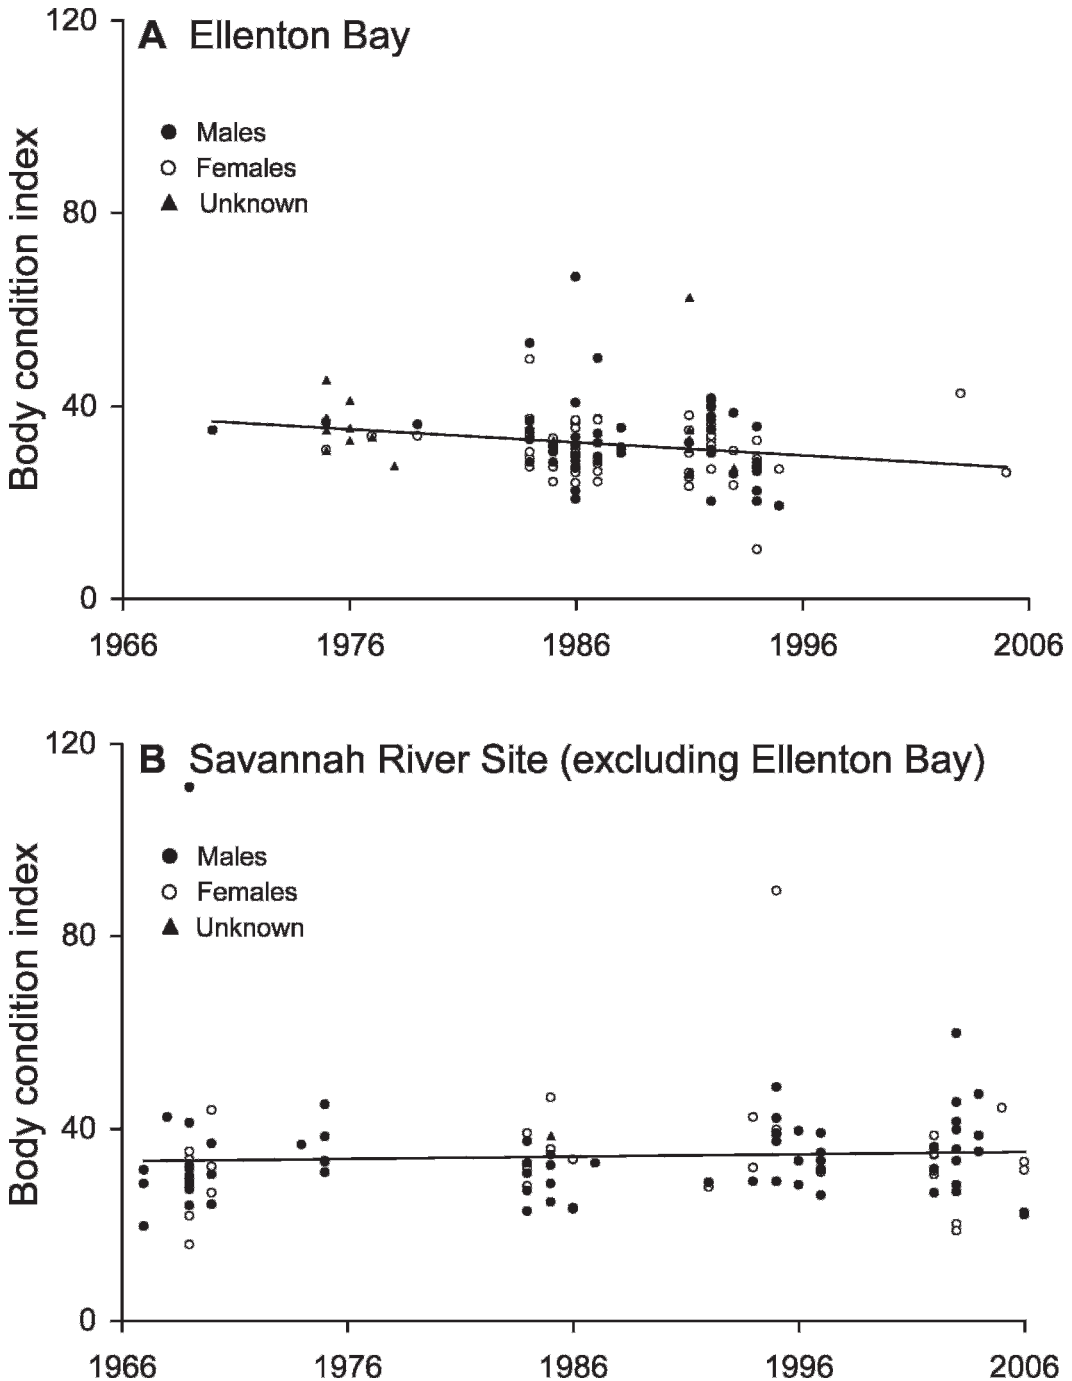 120
A Ellenton Bay
Males
Females
Unknown
80
40
0
Body condition index
1966 1976 1986 1996 2006
120
B Savannah River Site (excluding Ellenton Bay)
Males
Females
Unknown
80
40
0
Body condition index
1966 1976 1986 1996 2006